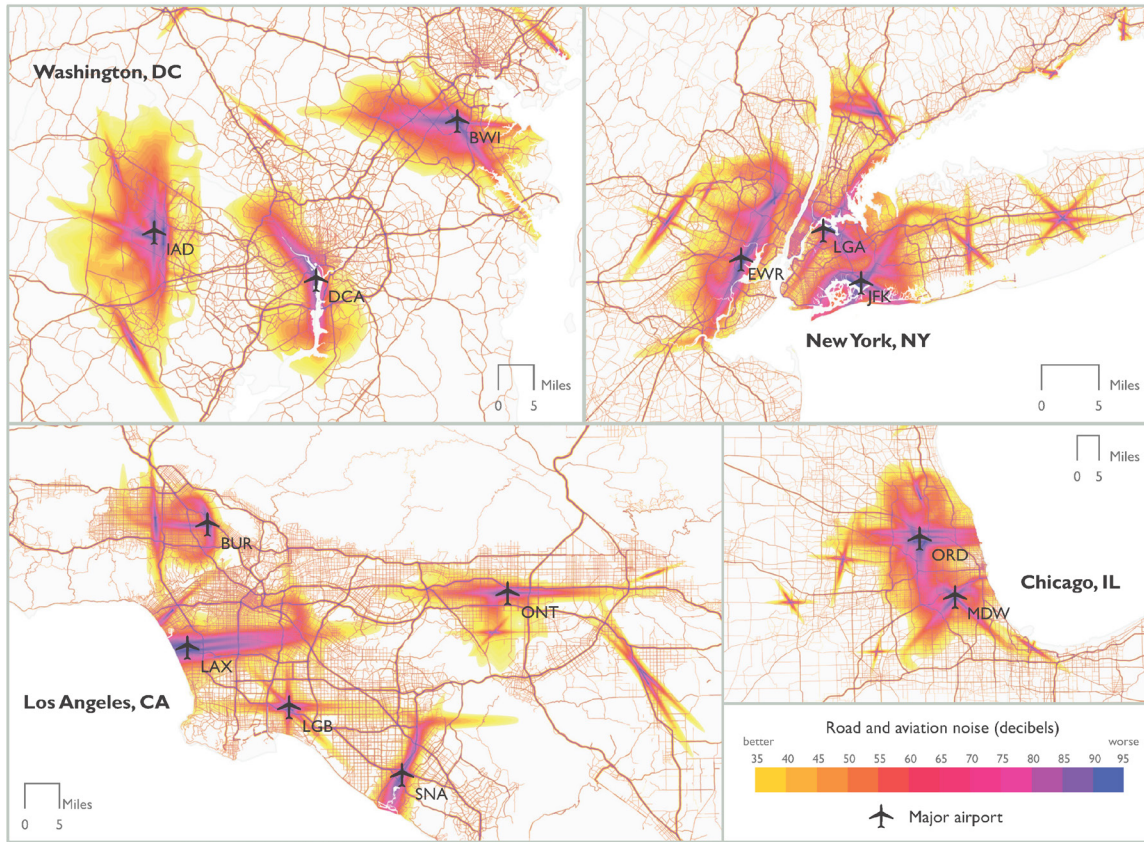 Washington, DC
BWI
IAD
DCA
Miles
0 5
LGA
EWR
JFK
New York, NY
Miles
0 5
BUR
ONT
LAX
Los Angeles, CA
LGB
SNA
Miles
0 5
Miles
0 5
ORD
Chicago, IL
MDW
Road and aviation noise (decibels)
better worse
35 40 45 50 55 60 65 70 75 80 85 90 95
Major airport